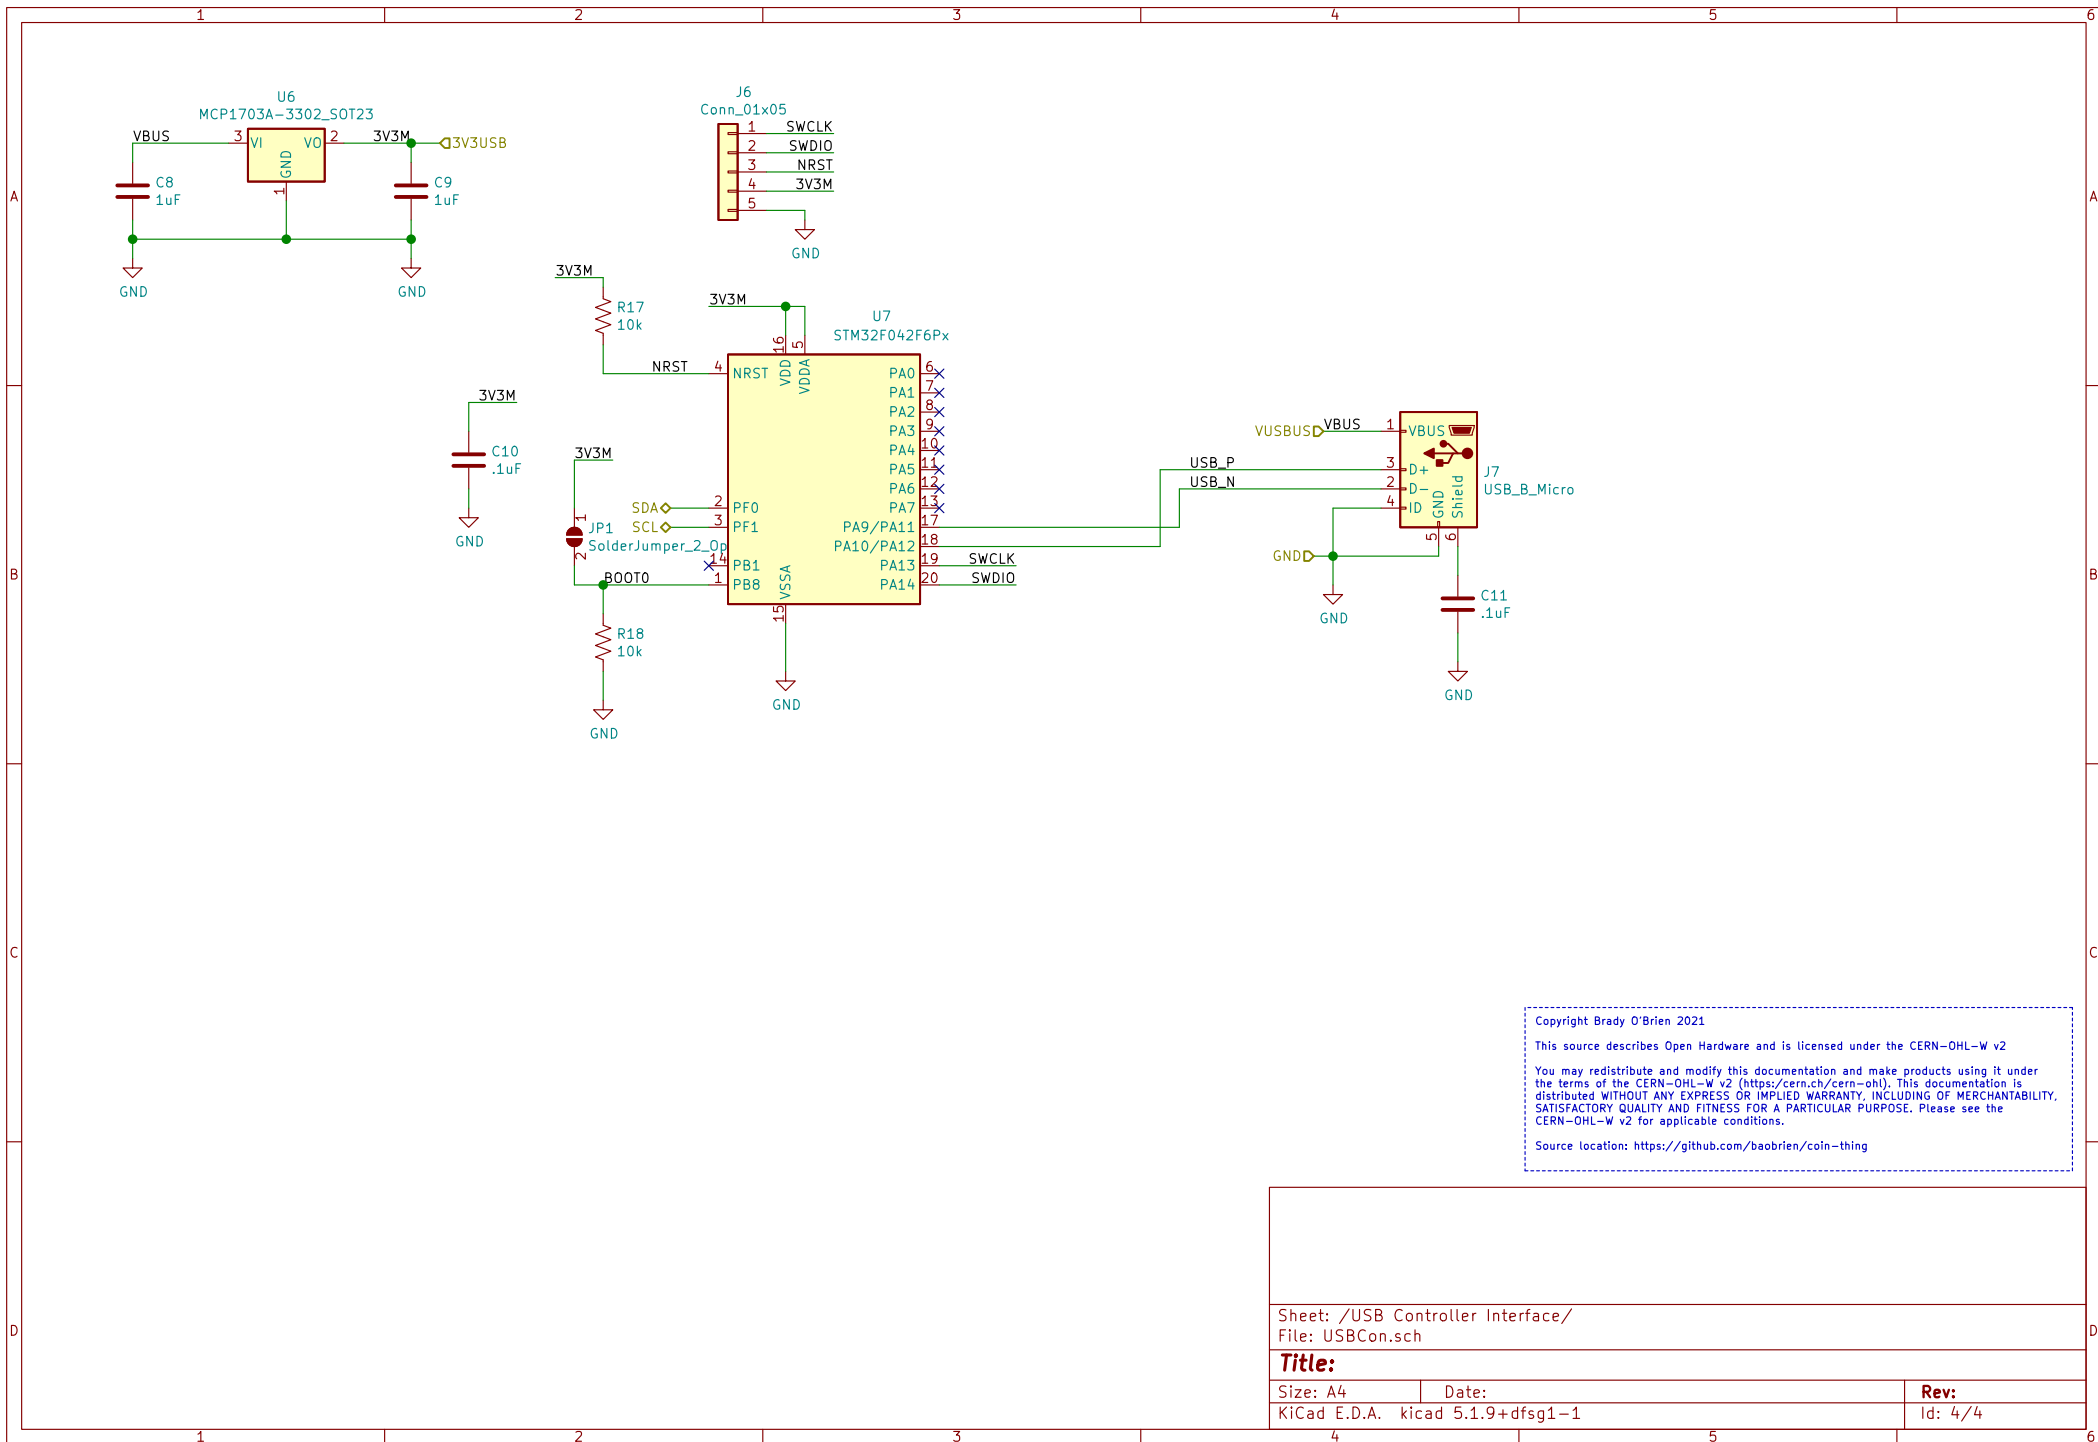 1 2 3 4 5 6
A A
B B
C C
D D
1 2 3 4 5 6
U6
MCP1703A-3302_SOT23
VBUS 3 VI VO 2 3V3M 3V3USB
GND
1
C8
1uF
C9
1uF
GND
GND
J6
Conn_01x05
1 SWCLK
2 SWDIO
3 NRST
4 3V3M
5
GND
3V3M
R17
10k
3V3M
U7
STM32F042F6Px
16 5
VDD VDDA
NRST 4 NRST
PA0 6
PA1 7
PA2 8
PA3 9
PA4 10
PA5 11
PA6 12
PA7 13
SDA 2 PF0
SCL 3 PF1
PA9/PA11 17
PA10/PA12 18
14 PB1
PA13 19 SWCLK
BOOT0 1 PB8
PA14 20 SWDIO
VSSA
15
GND
3V3M
C10
.1uF
GND
3V3M
1
JP1
SolderJumper_2_Op
2
R18
10k
GND
VUSBUS VBUS 1 VBUS
USB_P 3 D+
USB_N 2 D-
4 ID
GND Shield
5 6
J7
USB_B_Micro
GND
GND
C11
.1uF
GND
Copyright Brady O'Brien 2021
This source describes Open Hardware and is licensed under the CERN-OHL-W v2
You may redistribute and modify this documentation and make products using it under
the terms of the CERN-OHL-W v2 (https:/cern.ch/cern-ohl). This documentation is
distributed WITHOUT ANY EXPRESS OR IMPLIED WARRANTY, INCLUDING OF MERCHANTABILITY,
SATISFACTORY QUALITY AND FITNESS FOR A PARTICULAR PURPOSE. Please see the
CERN-OHL-W v2 for applicable conditions.
Source location: https://github.com/baobrien/coin-thing
Sheet: /USB Controller Interface/
File: USBCon.sch
Title:
Size: A4 Date: Rev:
KiCad E.D.A. kicad 5.1.9+dfsg1-1 Id: 4/4